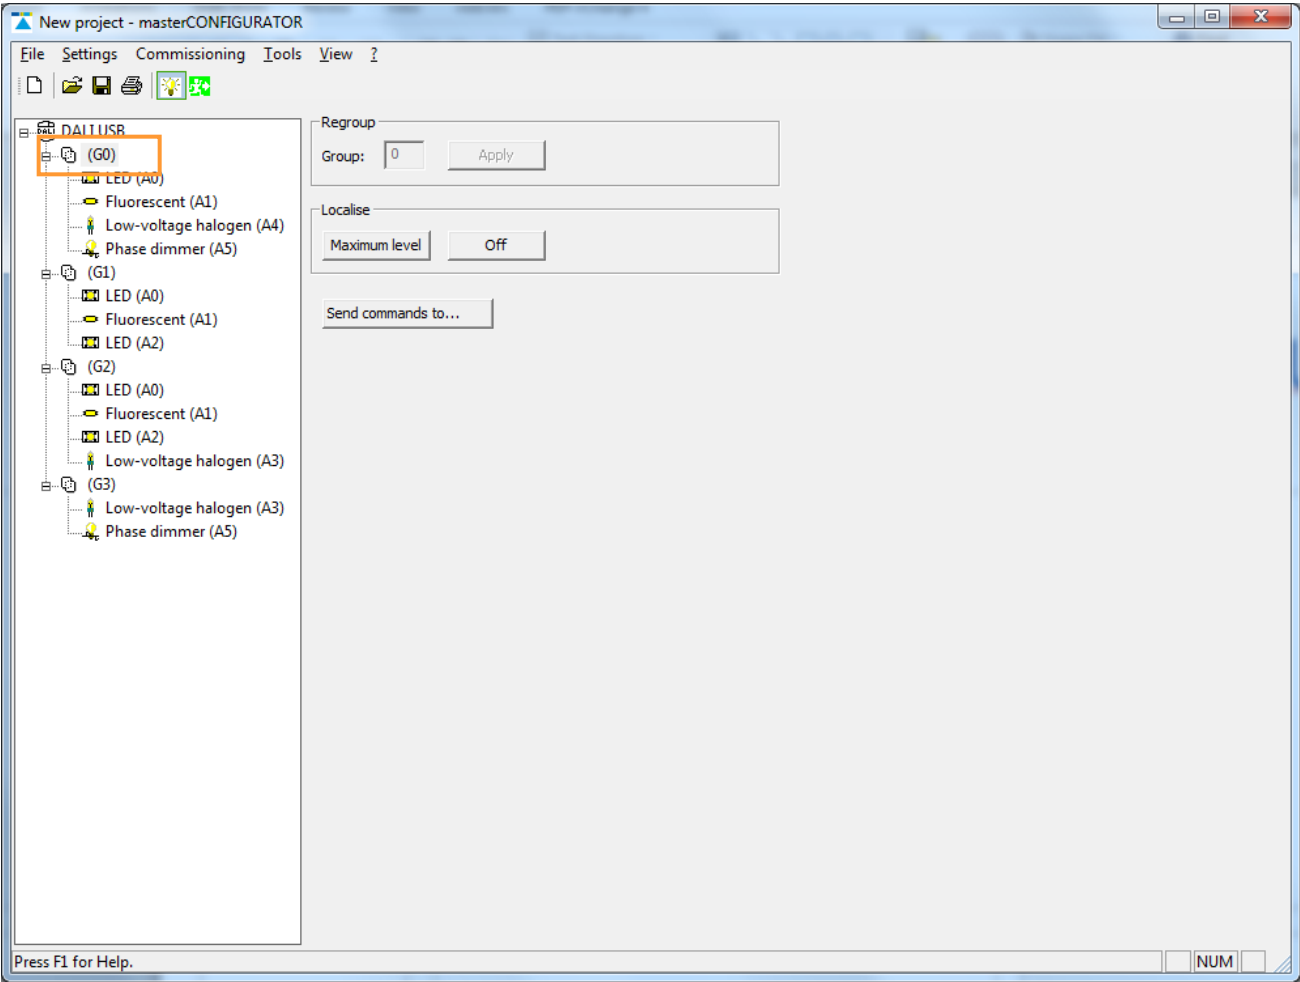 New project - masterCONFIGURATOR
File Settings Commissioning Tools View ?
DALI USB
(G0)
LED (A0)
Fluorescent (A1)
Low-voltage halogen (A4)
Phase dimmer (A5)
(G1)
LED (A0)
Fluorescent (A1)
LED (A2)
(G2)
LED (A0)
Fluorescent (A1)
LED (A2)
Low-voltage halogen (A3)
(G3)
Low-voltage halogen (A3)
Phase dimmer (A5)
Regroup
Group: 0 Apply
Localise
Maximum level Off
Send commands to...
Press F1 for Help.
NUM